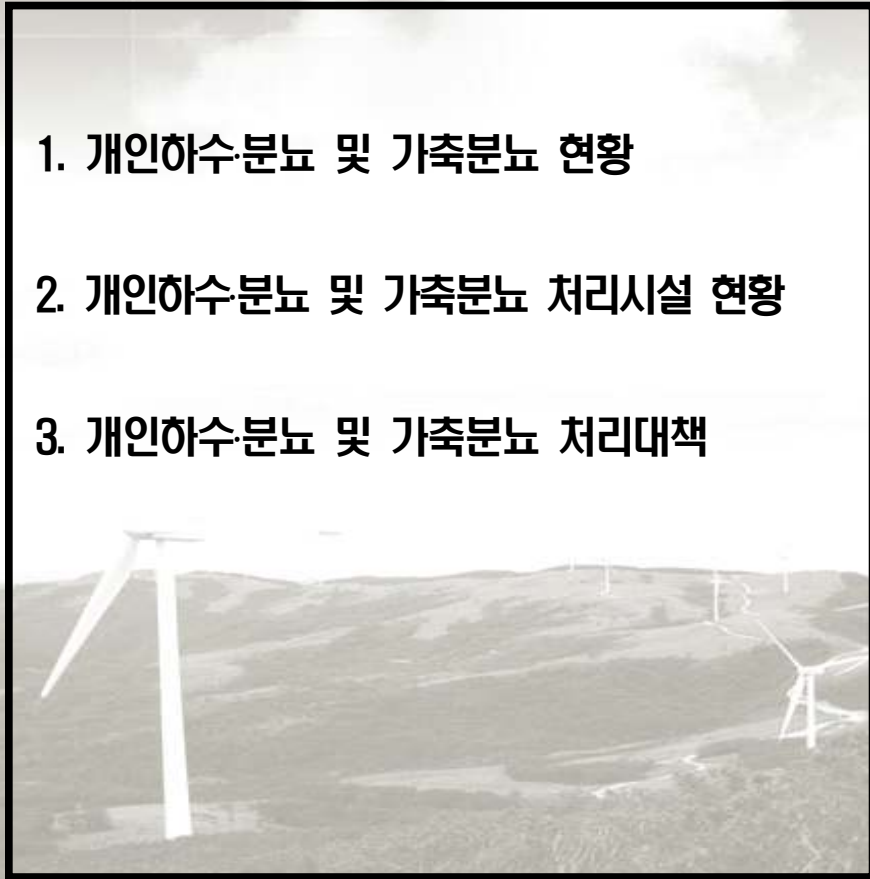 1. 개인하수·분뇨 및 가축분뇨 현황
2. 개인하수·분뇨 및 가축분뇨 처리시설 현황
3. 개인하수·분뇨 및 가축분뇨 처리대책